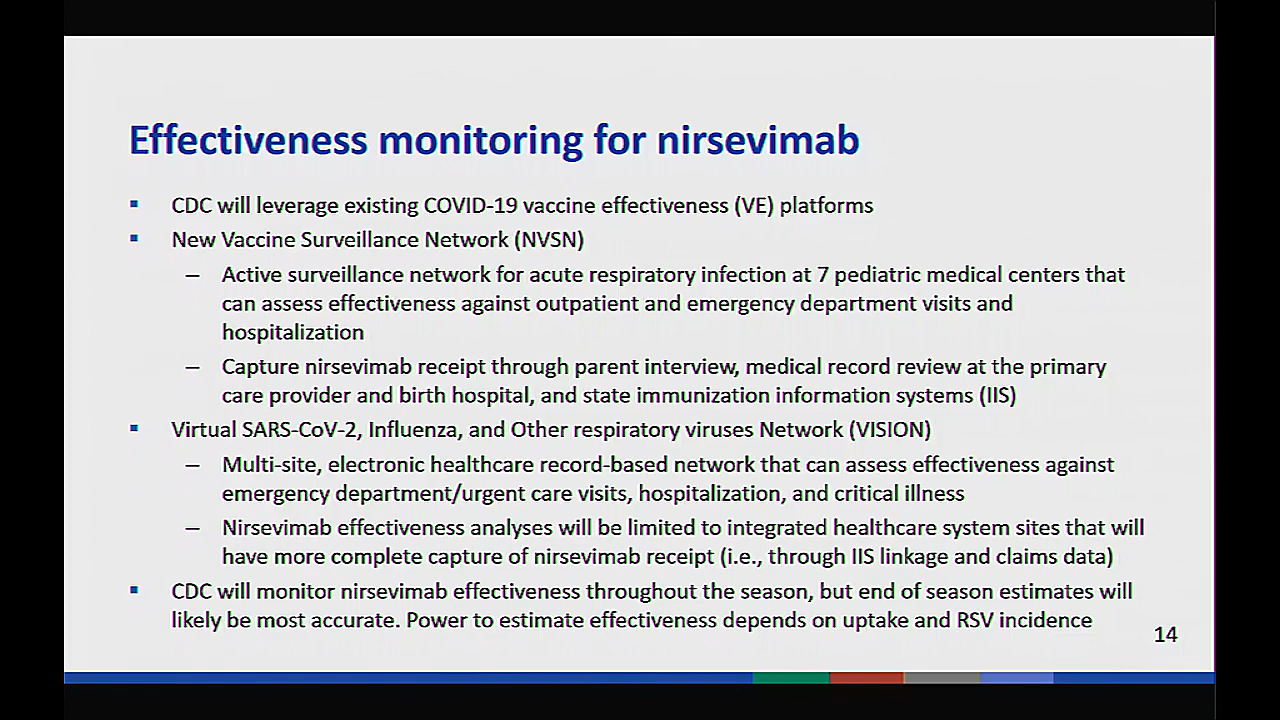 Effectiveness monitoring for nirsevimab
▪ CDC will leverage existing COVID-19 vaccine effectiveness (VE) platforms
▪ New Vaccine Surveillance Network (NVSN)
– Active surveillance network for acute respiratory infection at 7 pediatric medical centers that
can assess effectiveness against outpatient and emergency department visits and
hospitalization
– Capture nirsevimab receipt through parent interview, medical record review at the primary
care provider and birth hospital, and state immunization information systems (IIS)
▪ Virtual SARS-CoV-2, Influenza, and Other respiratory viruses Network (VISION)
– Multi-site, electronic healthcare record-based network that can assess effectiveness against
emergency department/urgent care visits, hospitalization, and critical illness
– Nirsevimab effectiveness analyses will be limited to integrated healthcare system sites that will
have more complete capture of nirsevimab receipt (i.e., through IIS linkage and claims data)
▪ CDC will monitor nirsevimab effectiveness throughout the season, but end of season estimates will
likely be most accurate. Power to estimate effectiveness depends on uptake and RSV incidence
14